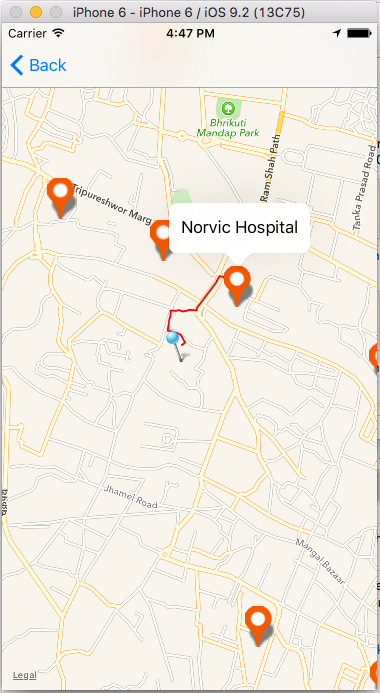 iPhone 6 - iPhone 6 / iOS 9.2 (13C75)
Carrier 4:47 PM
Back
Bhrikuti
Mandap Park
Ram Shah Path
Tanka Prasad Road
Tripureshwor Marg
Norvic Hospital
Jhamel Road
Mangal Bazaar
Legal